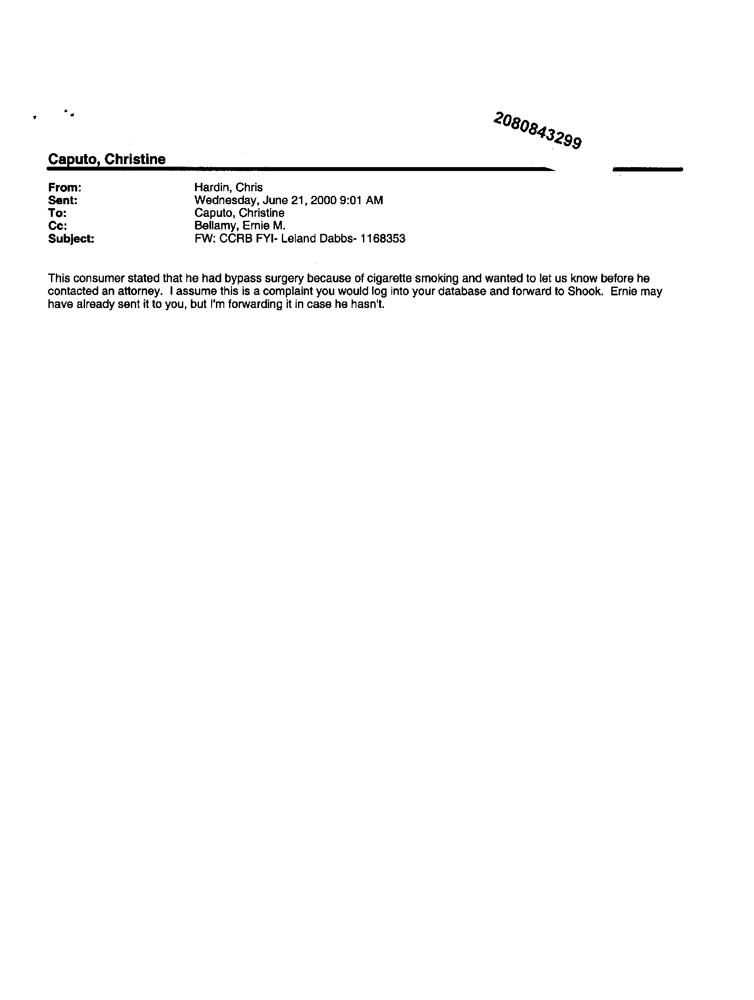 2080843299
Caputo, Christine
From: Hardin, Chris
Sent: Wednesday, June 21, 2000 9:01 AM
To: Caputo, Christine
Cc: Bellamy, Ernie M.
Subject: FW: CCRB FYI- Leland Dabbs- 1168353
This consumer stated that he had bypass surgery because of cigarette smoking and wanted to let us know before he
contacted an attorney.  I assume this is a complaint you would log into your database and forward to Shook.  Ernie may
have already sent it to you, but I'm forwarding it in case he hasn't.